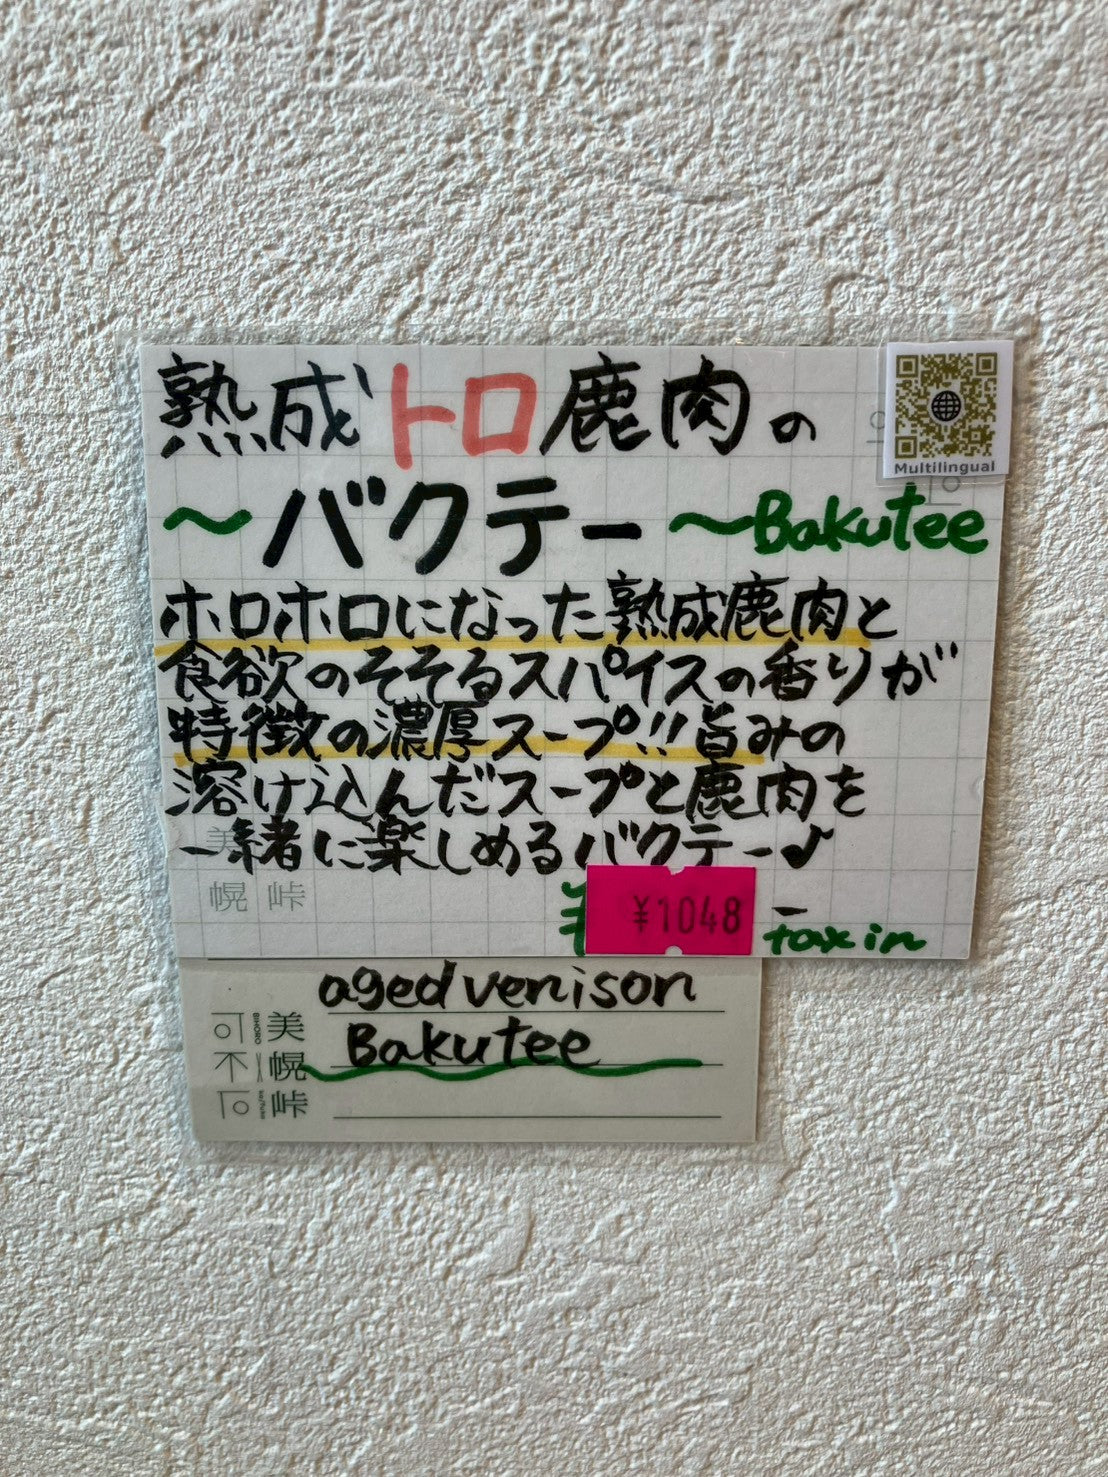 熟成トロ鹿肉の
Multilingual
～バクテー～Bakutee
ホロホロになった熟成鹿肉と
食欲のそそるスパイスの香りが
特徴の濃厚スープ!!旨みの
溶け込んだスープと鹿肉を
一緒に楽しめるバクテー♪
幌峠
¥1048
tax in
aged venison
Bakutee
美幌峠
BIHORO